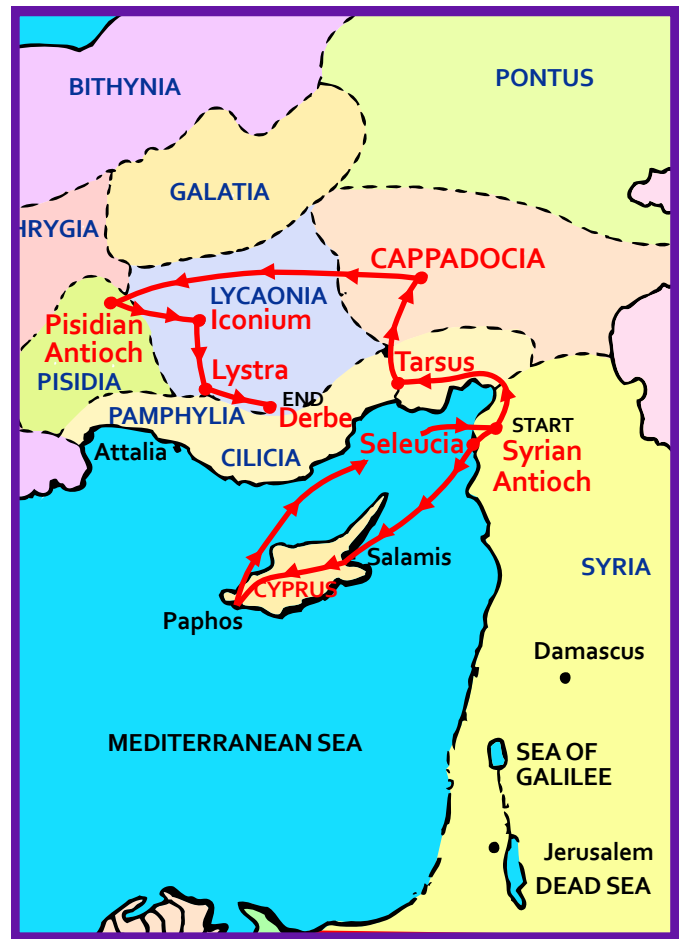 PONTUS
BITHYNIA
GALATIA
HRYGIA
CAPPADOCIA
LYCAONIA
Iconium
Pisidian
Antioch
Tarsus
Lystra
PISIDIA
END
Derbe
PAMPHYLIA
START
Attalia
Seleucia
Syrian
Antioch
CILICIA
Salamis
SYRIA
CYPRUS
Paphos
Damascus
MEDITERRANEAN SEA
SEA OF
GALILEE
Jerusalem
DEAD SEA